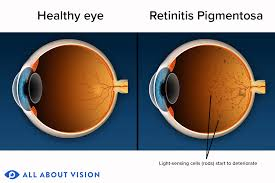 Healthy eye
Retinitis Pigmentosa
Light-sensing cells (rods) start to deteriorate
ALL ABOUT VISION